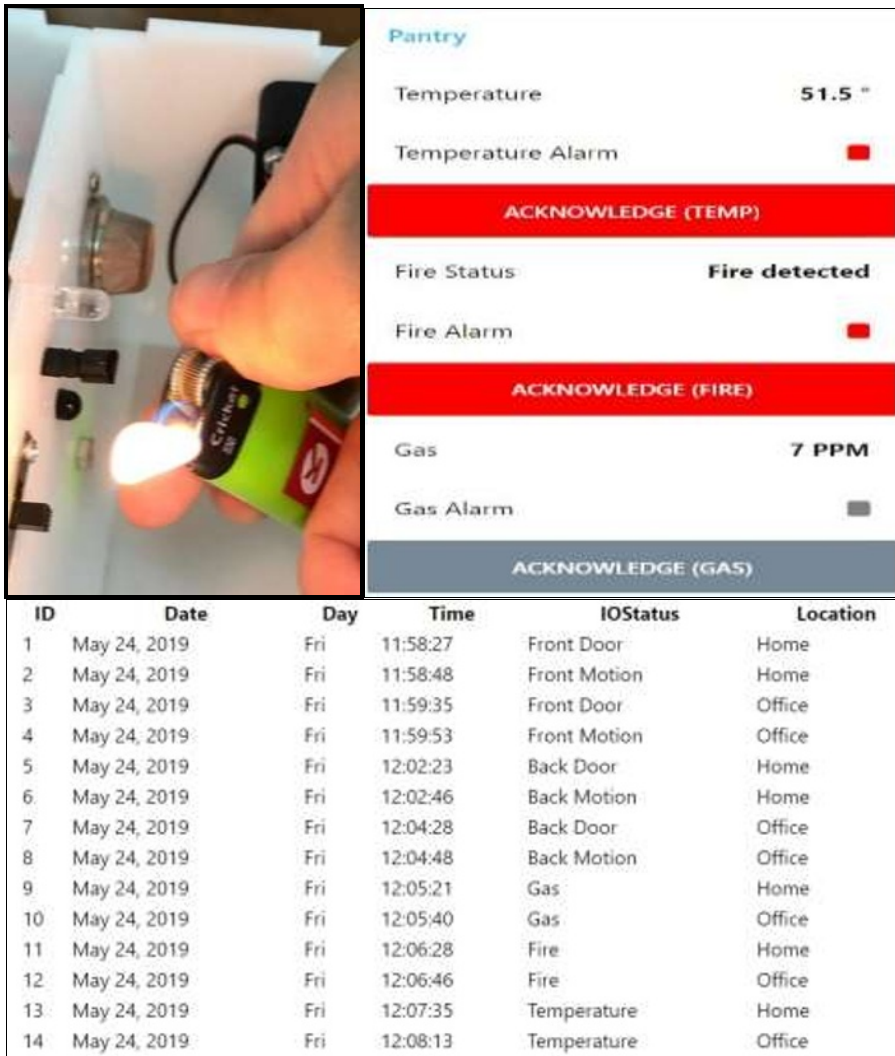 Cricket
Pantry
Temperature 51.5 °
Temperature Alarm
ACKNOWLEDGE (TEMP)
Fire Status Fire detected
Fire Alarm
ACKNOWLEDGE (FIRE)
Gas 7 PPM
Gas Alarm
ACKNOWLEDGE (GAS)
ID Date Day Time IOStatus Location
1 May 24, 2019 Fri 11:58:27 Front Door Home
2 May 24, 2019 Fri 11:58:48 Front Motion Home
3 May 24, 2019 Fri 11:59:35 Front Door Office
4 May 24, 2019 Fri 11:59:53 Front Motion Office
5 May 24, 2019 Fri 12:02:23 Back Door Home
6 May 24, 2019 Fri 12:02:46 Back Motion Home
7 May 24, 2019 Fri 12:04:28 Back Door Office
8 May 24, 2019 Fri 12:04:48 Back Motion Office
9 May 24, 2019 Fri 12:05:21 Gas Home
10 May 24, 2019 Fri 12:05:40 Gas Office
11 May 24, 2019 Fri 12:06:28 Fire Home
12 May 24, 2019 Fri 12:06:46 Fire Office
13 May 24, 2019 Fri 12:07:35 Temperature Home
14 May 24, 2019 Fri 12:08:13 Temperature Office